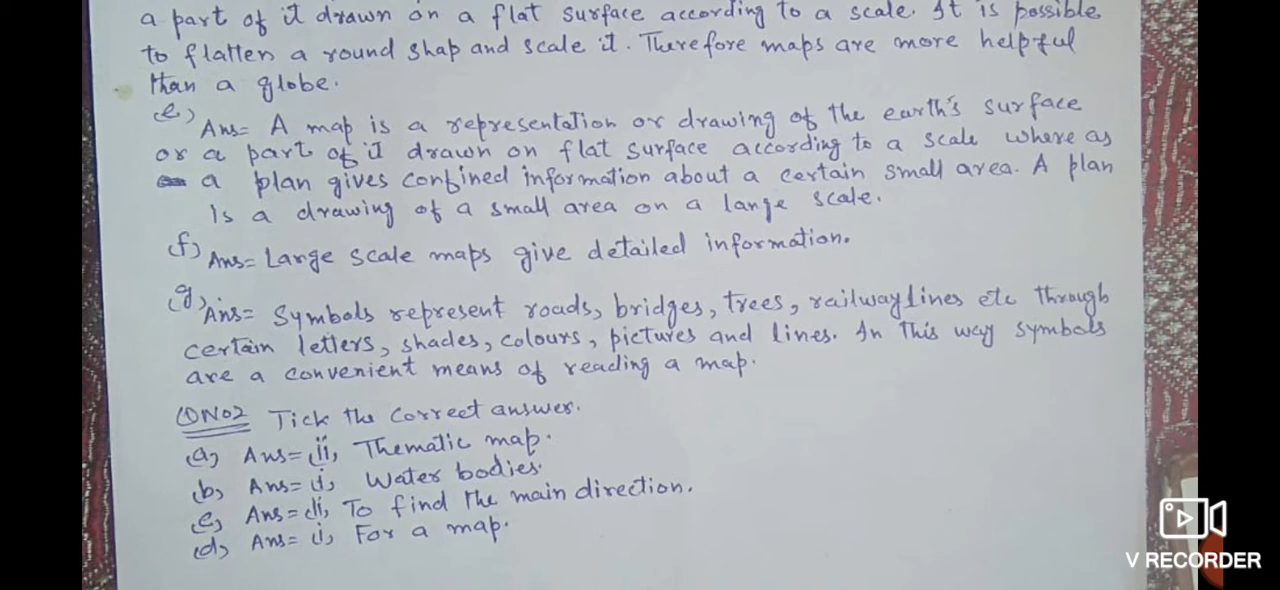 a part of it drawn on a flat surface according to a scale. It is possible
to flatten a round shap and scale it. Therefore maps are more helpful
than a globe.
(e)
Ans= A map is a representation or drawing of the earth's surface
or a part of it drawn on flat surface according to a scale where as
a plan gives confined information about a certain small area. A plan
is a drawing of a small area on a large scale.
(f) Ans= Large scale maps give detailed information.
(g) Ans= Symbols represent roads, bridges, trees, railway lines etc through
certain letters, shades, colours, pictures and lines. In this way symbols
are a convenient means of reading a map.
Q No2 Tick the correct answer.
(a) Ans= ii, Thematic map.
(b) Ans= i, Water bodies.
(c) Ans= ii, To find the main direction.
(d) Ans= i, For a map.
V RECORDER